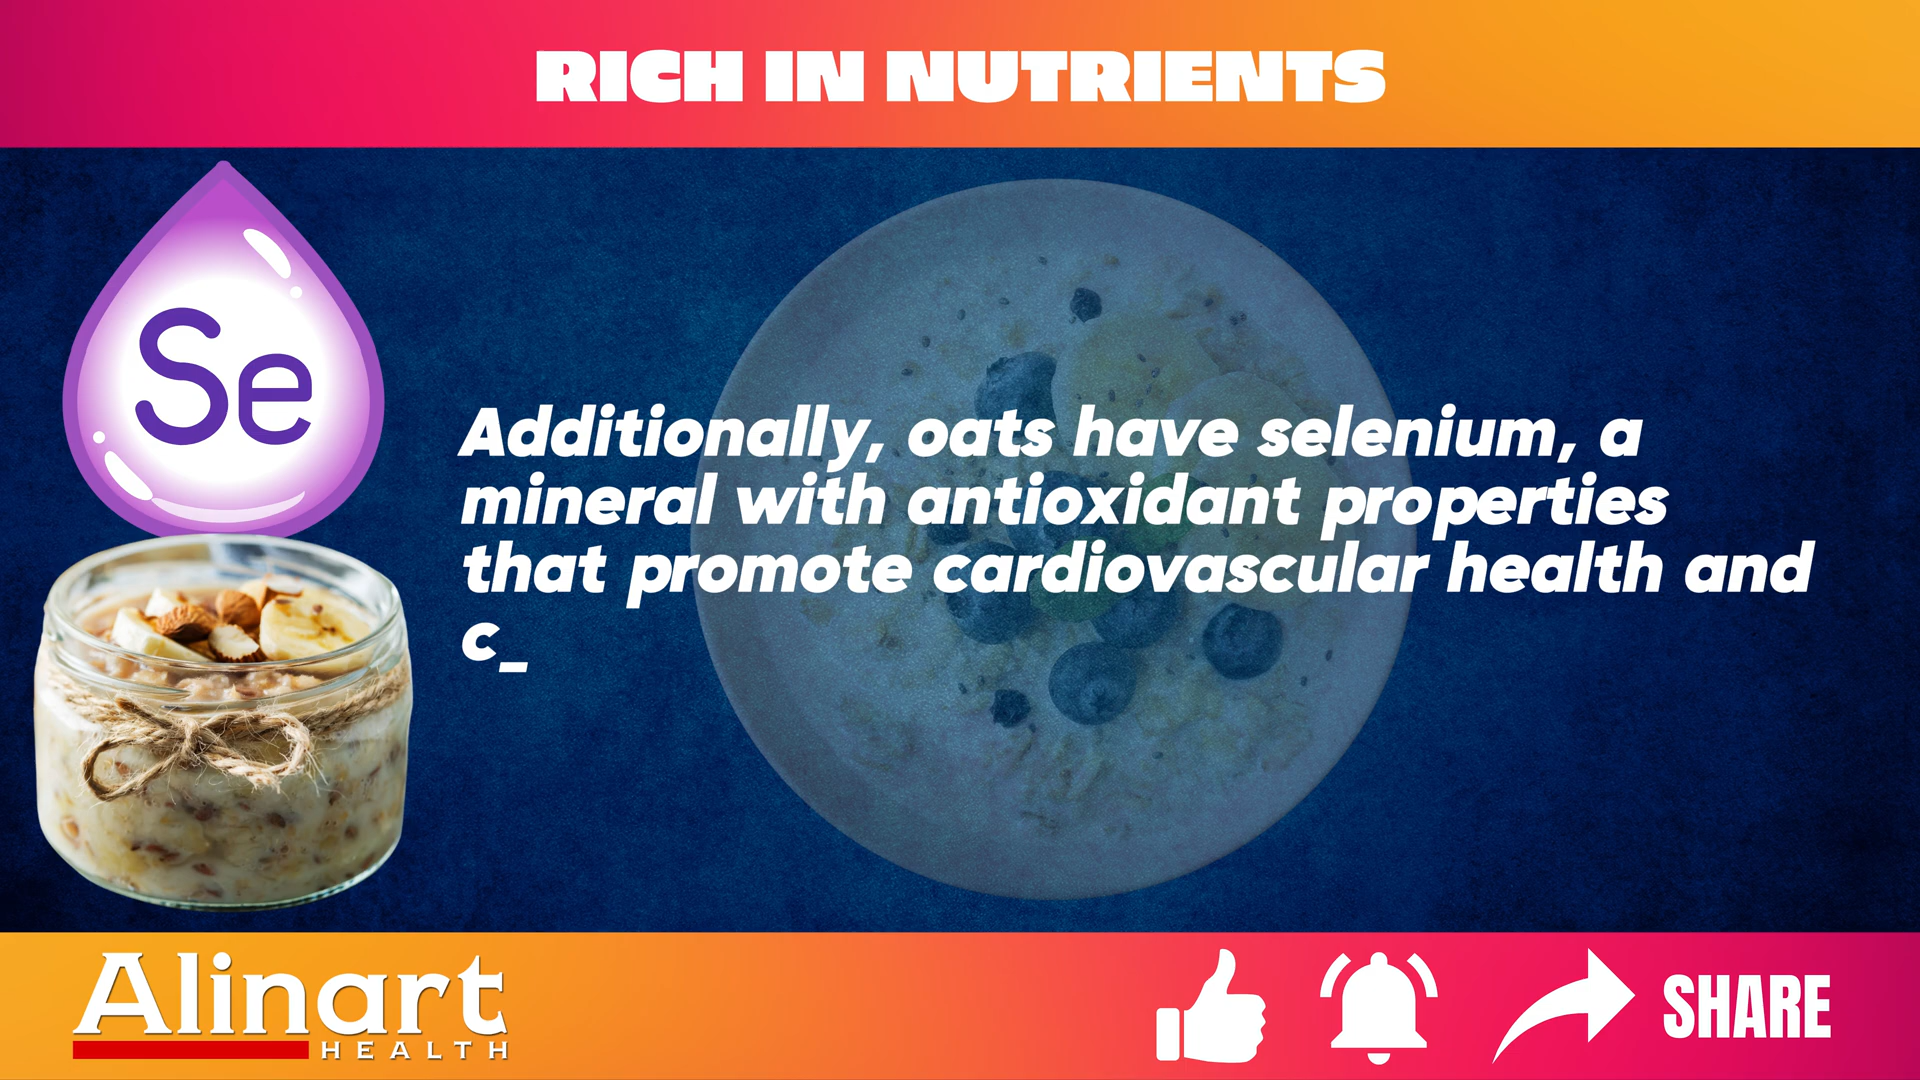 RICH IN NUTRIENTS
Se
Additionally, oats have selenium, a
mineral with antioxidant properties
that promote cardiovascular health and
c_
Alinart
HEALTH
SHARE